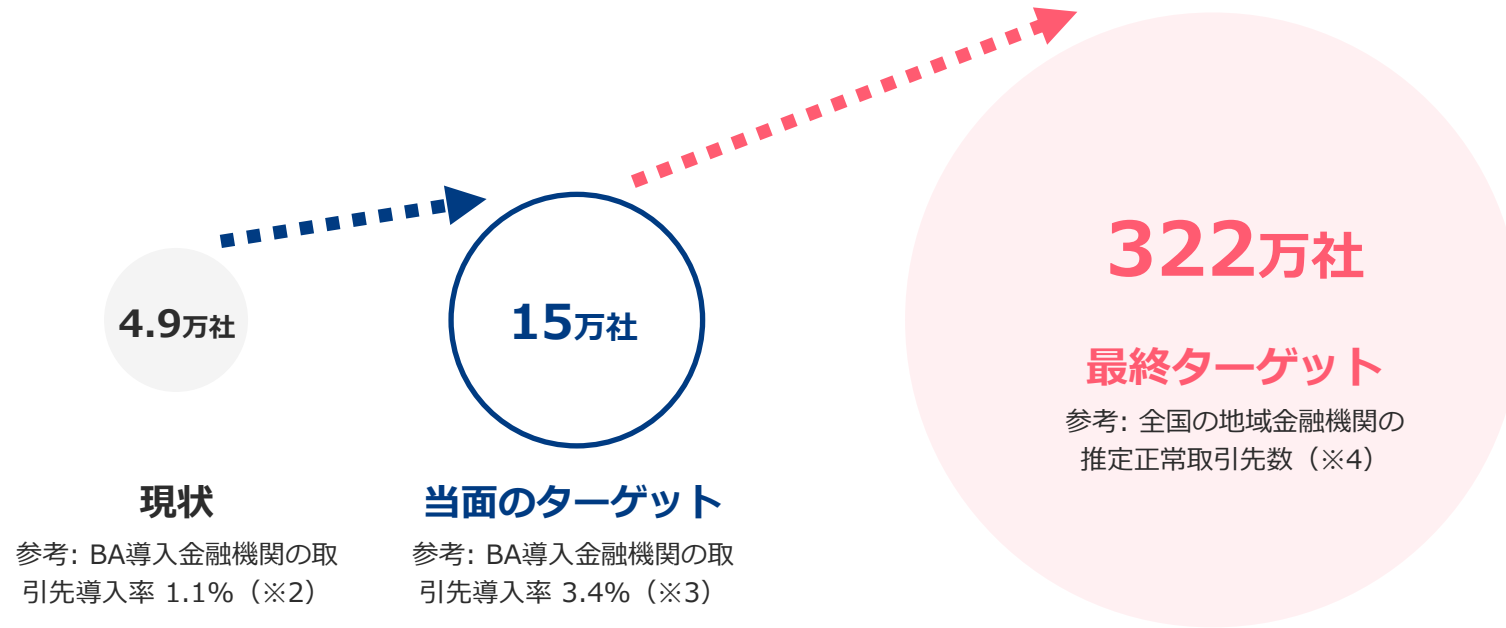 4.9万社
現状
参考: BA導入金融機関の取
引先導入率 1.1%（※2）
15万社
当面のターゲット
参考: BA導入金融機関の取
引先導入率 3.4%（※3）
322万社
最終ターゲット
参考: 全国の地域金融機関の
推定正常取引先数（※4）